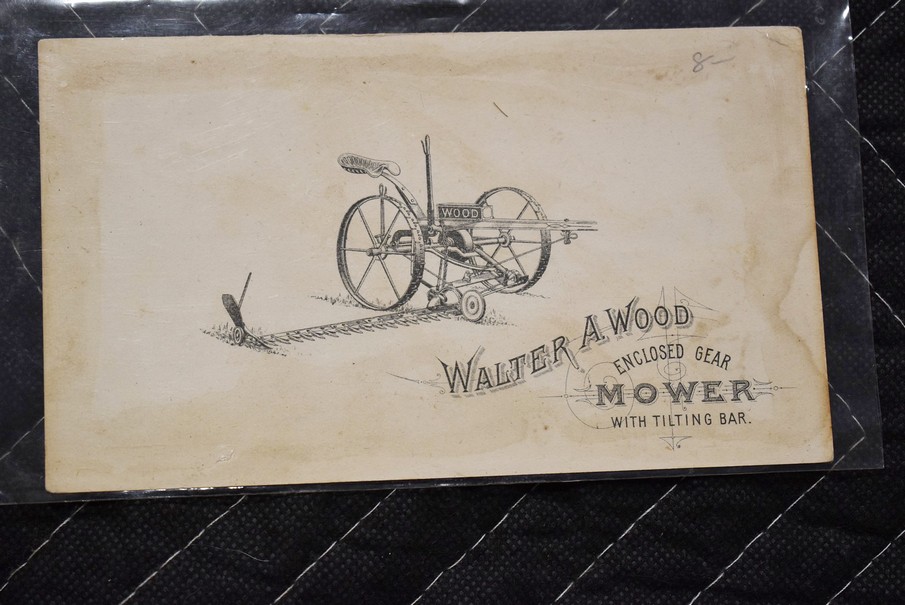 8-
WOOD
WALTER A WOOD
ENCLOSED GEAR
MOWER
WITH TILTING BAR.